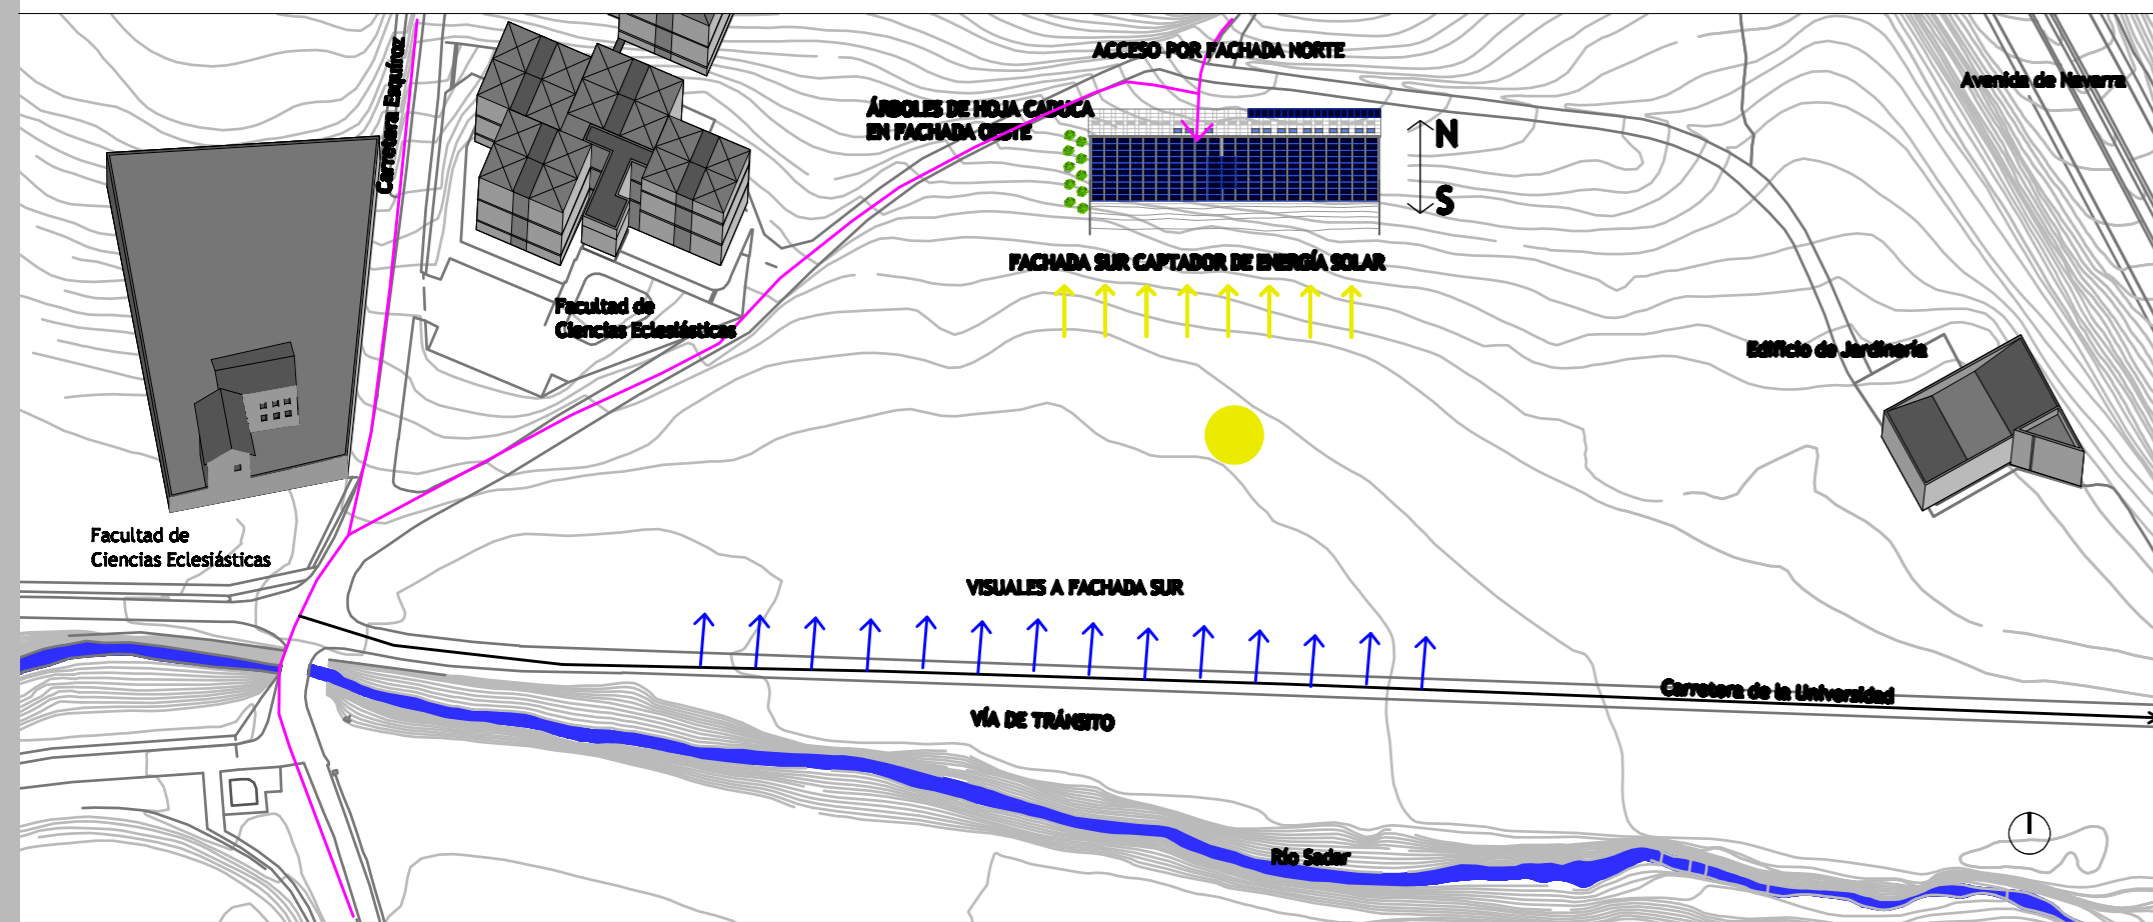 ACCESO POR FACHADA NORTE
Carretera Esquíroz
Avenida de Navarra
ÁRBOLES DE HOJA CADUCA
EN FACHADA OESTE
N
S
FACHADA SUR CAPTADOR DE ENERGÍA SOLAR
Facultad de
Ciencias Eclesiásticas
Edificio de Jardinería
Facultad de
Ciencias Eclesiásticas
VISUALES A FACHADA SUR
Carretera de la Universidad
VÍA DE TRÁNSITO
Río Sadar